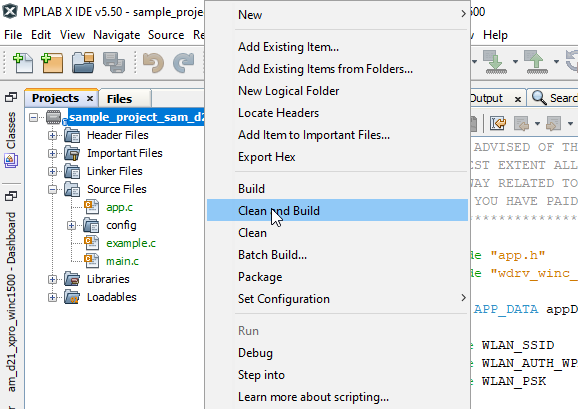 MPLAB X IDE v5.50 - sample_project
500
File Edit View Navigate Source Re
New
Add Existing Item...
Add Existing Items from Folders...
New Logical Folder
Locate Headers
Add Item to Important Files...
Export Hex
Build
Clean and Build
Clean
Batch Build...
Package
Set Configuration
Run
Debug
Step into
Learn more about scripting...
Projects × Files
sample_project_sam_d2
Header Files
Important Files
Linker Files
Source Files
app.c
config
example.c
main.c
Libraries
Loadables
Classes
am_d21_xpro_winc1500 - Dashboard
Output × Search
ADVISED OF TH
EST EXTENT ALL
WAY RELATED TO
YOU HAVE PAID
de "app.h"
de "wdrv_winc_
APP_DATA appD
e WLAN_SSID
e WLAN_AUTH_WP
e WLAN_PSK